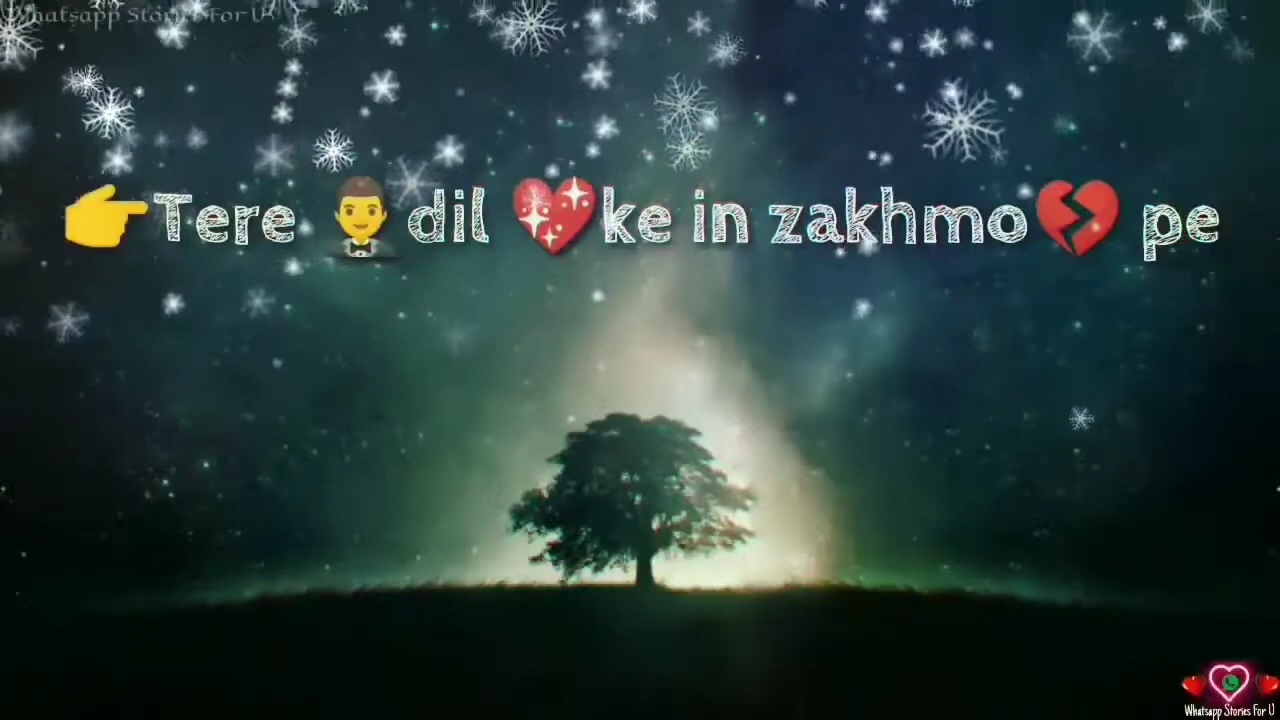 Whatsapp Stories For U
👉Tere 🤵dil 💖ke in zakhmo💔 pe
Whatsapp Stories For U